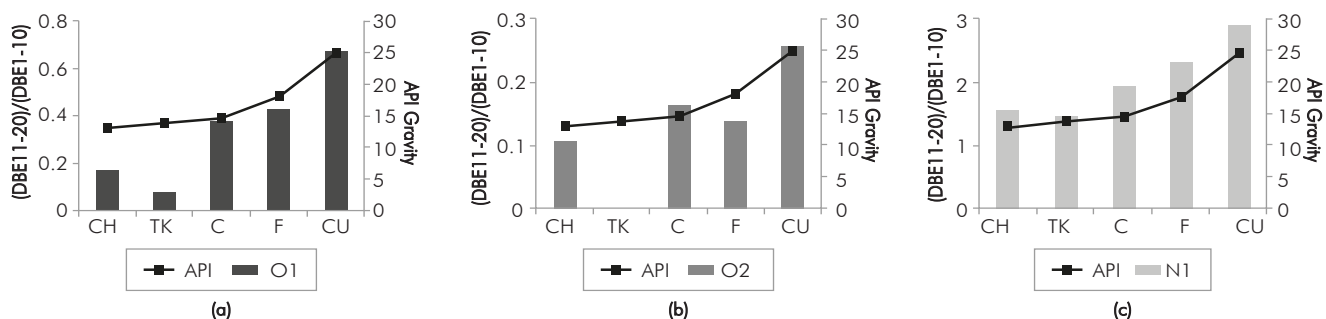 (DBE11-20)/(DBE1-10)
0.8
0.6
0.4
0.2
0
30
25
20
15
10
5
0
API Gravity
CH TK C F CU
API O1
(a)
(DBE11-20)/(DBE1-10)
0.3
0.2
0.1
0
30
25
20
15
10
5
0
API Gravity
CH TK C F CU
API O2
(b)
(DBE11-20)/(DBE1-10)
3
2
1
0
30
25
20
15
10
5
0
API Gravity
CH TK C F CU
API N1
(c)